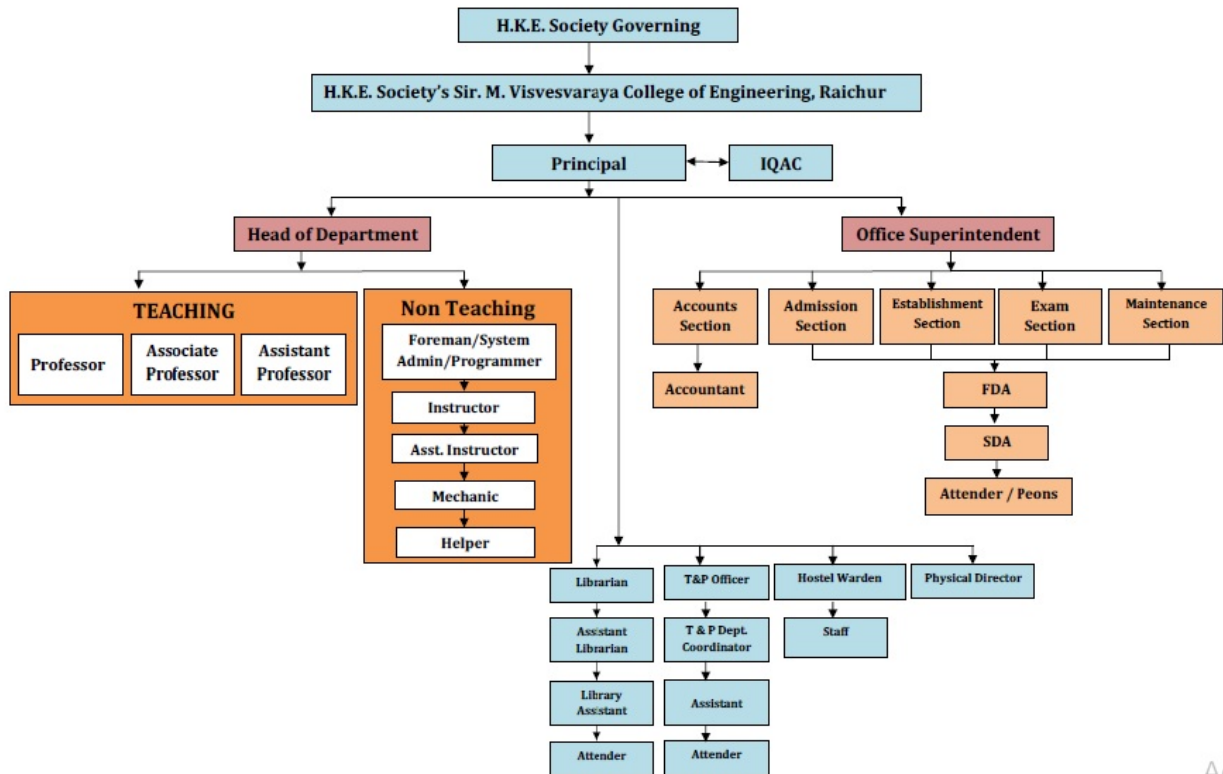 H.K.E. Society Governing
H.K.E. Society's Sir. M. Visvesvaraya College of Engineering, Raichur
Principal
IQAC
Head of Department
Office Superintendent
TEACHING
Professor
Associate
Professor
Assistant
Professor
Non Teaching
Foreman/System
Admin/Programmer
Instructor
Asst. Instructor
Mechanic
Helper
Accounts
Section
Admission
Section
Establishment
Section
Exam
Section
Maintenance
Section
Accountant
FDA
SDA
Attender / Peons
Librarian
T&P Officer
Hostel Warden
Physical Director
Assistant
Librarian
T & P Dept.
Coordinator
Staff
Library
Assistant
Assistant
Attender
Attender